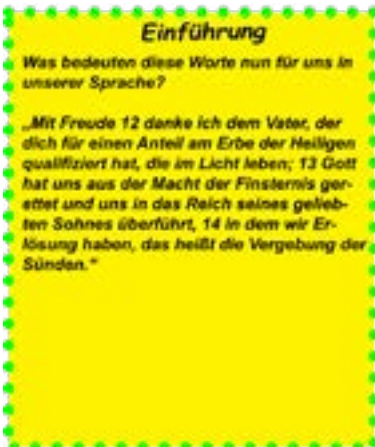 Einführung
Was bedeuten diese Worte nun für uns in
unserer Sprache?
„Mit Freude 12 danke ich dem Vater, der
dich für einen Anteil am Erbe der Heiligen
qualifiziert hat, die im Licht leben; 13 Gott
hat uns aus der Macht der Finsternis ger-
ettet und uns in das Reich seines gelieb-
ten Sohnes überführt, 14 in dem wir Er-
lösung haben, das heißt die Vergebung der
Sünden.“